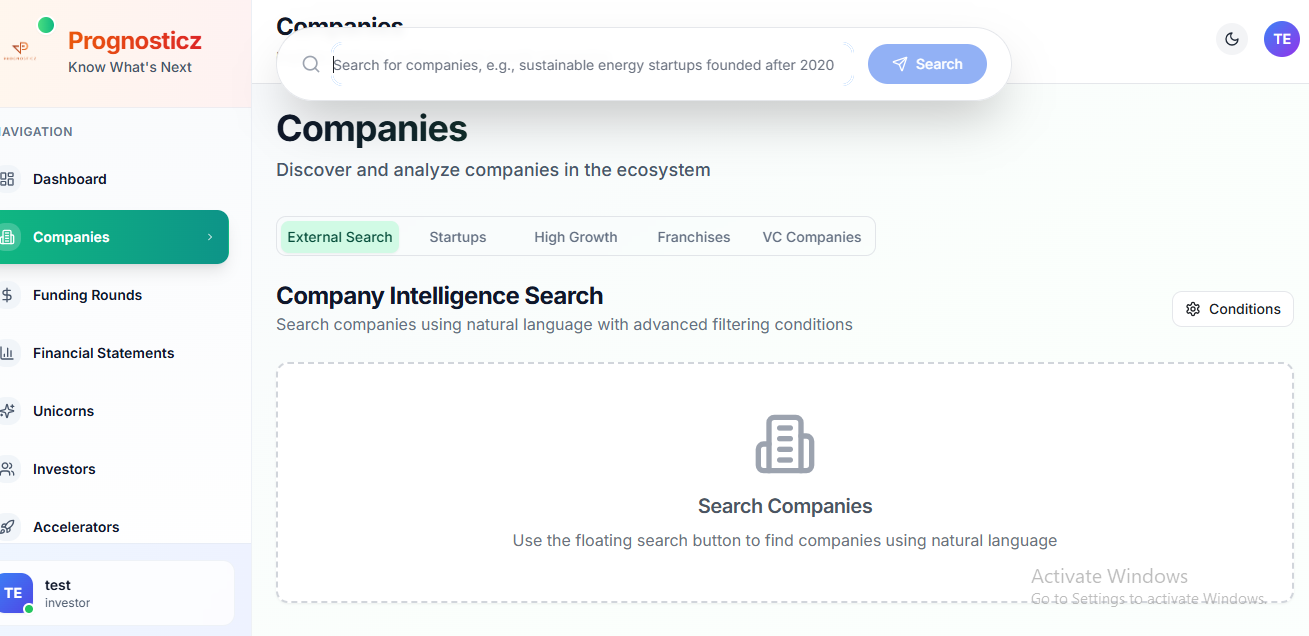 Prognosticz
Know What's Next
AVIGATION
Dashboard
Companies
Funding Rounds
Financial Statements
Unicorns
Investors
Accelerators
TE
test
investor
Companies
Search for companies, e.g., sustainable energy startups founded after 2020
Search
TE
Companies
Discover and analyze companies in the ecosystem
External Search
Startups
High Growth
Franchises
VC Companies
Company Intelligence Search
Search companies using natural language with advanced filtering conditions
Conditions
Search Companies
Use the floating search button to find companies using natural language
Activate Windows
Go to Settings to activate Windows.